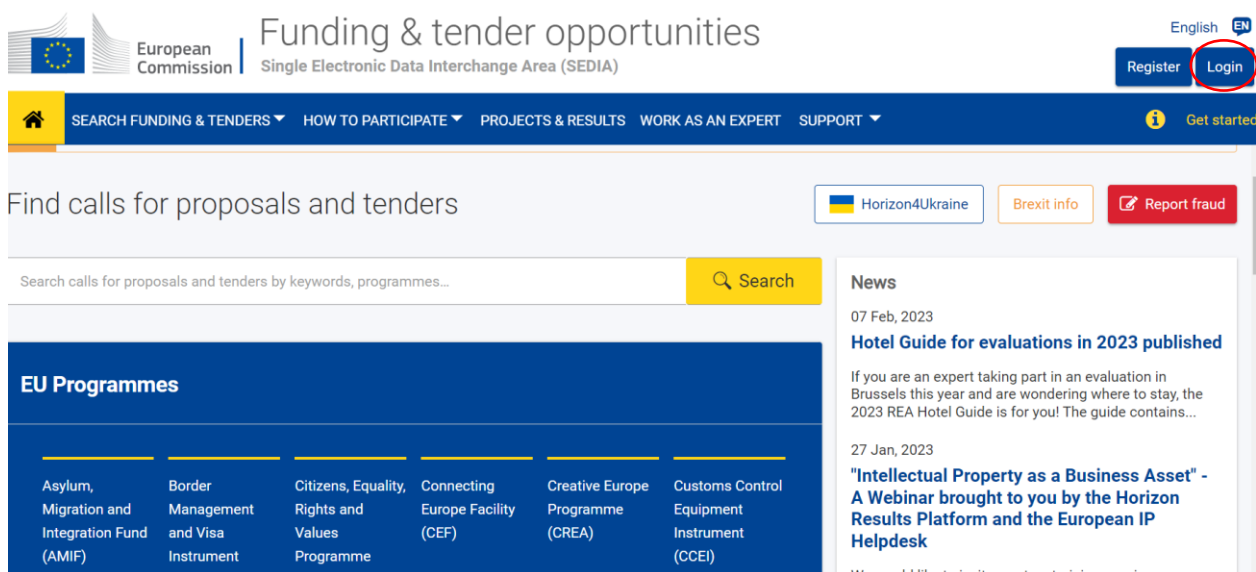 European
Commission
Funding & tender opportunities
Single Electronic Data Interchange Area (SEDIA)
English EN
Register Login
SEARCH FUNDING & TENDERS HOW TO PARTICIPATE PROJECTS & RESULTS WORK AS AN EXPERT SUPPORT
i Get started
Find calls for proposals and tenders
Horizon4Ukraine Brexit info Report fraud
Search calls for proposals and tenders by keywords, programmes...
Search
EU Programmes
Asylum,
Migration and
Integration Fund
(AMIF)
Border
Management
and Visa
Instrument
Citizens, Equality,
Rights and
Values
Programme
Connecting
Europe Facility
(CEF)
Creative Europe
Programme
(CREA)
Customs Control
Equipment
Instrument
(CCEI)
News
07 Feb, 2023
Hotel Guide for evaluations in 2023 published
If you are an expert taking part in an evaluation in
Brussels this year and are wondering where to stay, the
2023 REA Hotel Guide is for you! The guide contains...
27 Jan, 2023
"Intellectual Property as a Business Asset" -
A Webinar brought to you by the Horizon
Results Platform and the European IP
Helpdesk